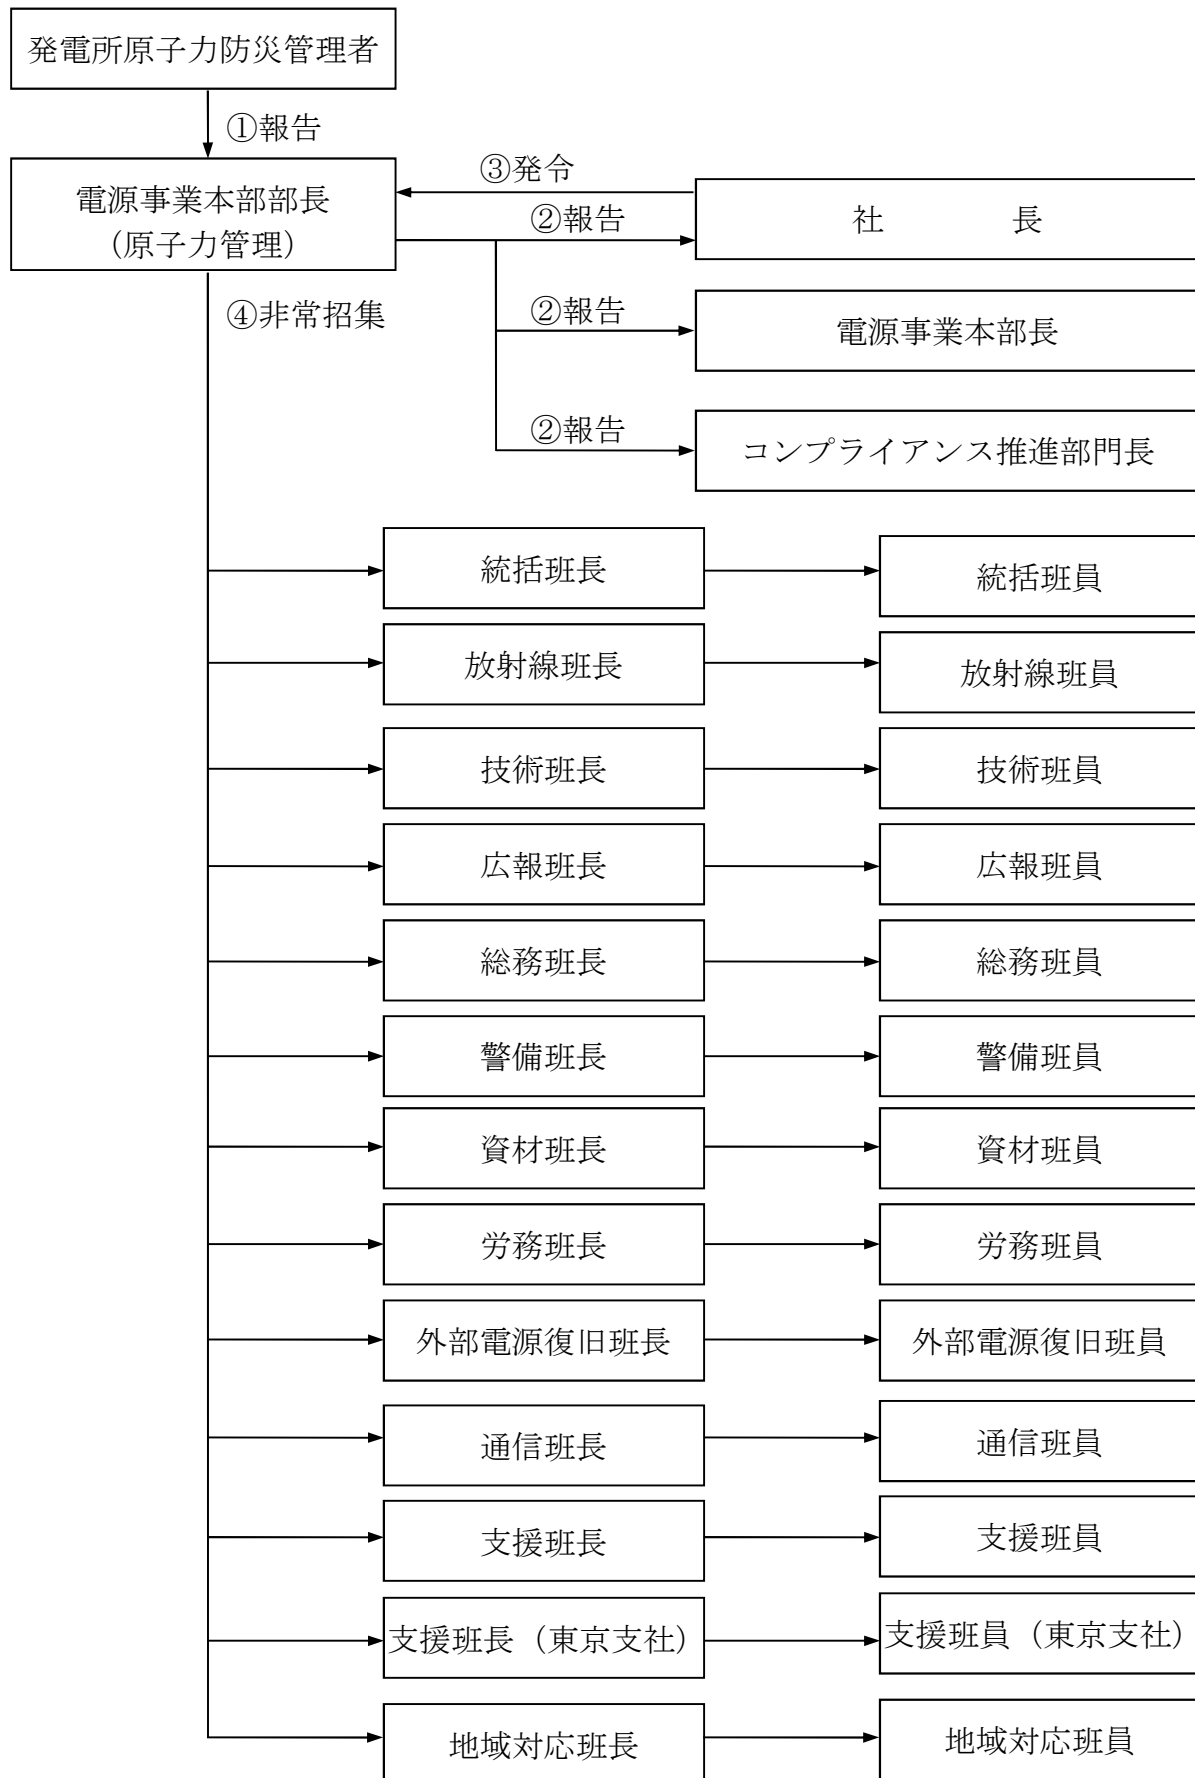 発電所原子力防災管理者
①報告
電源事業本部部長
（原子力管理）
③発令
②報告
社　　　　長
②報告
電源事業本部長
②報告
コンプライアンス推進部門長
④非常招集
統括班長
統括班員
放射線班長
放射線班員
技術班長
技術班員
広報班長
広報班員
総務班長
総務班員
警備班長
警備班員
資材班長
資材班員
労務班長
労務班員
外部電源復旧班長
外部電源復旧班員
通信班長
通信班員
支援班長
支援班員
支援班長（東京支社）
支援班員（東京支社）
地域対応班長
地域対応班員